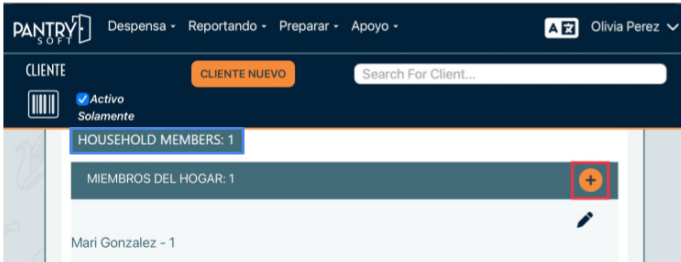 PANTRY SOFT
Despensa Reportando Preparar Apoyo
A Olivia Perez
CLIENTE
CLIENTE NUEVO
Search For Client...
Activo
Solamente
HOUSEHOLD MEMBERS: 1
MIEMBROS DEL HOGAR: 1
+
Mari Gonzalez - 1